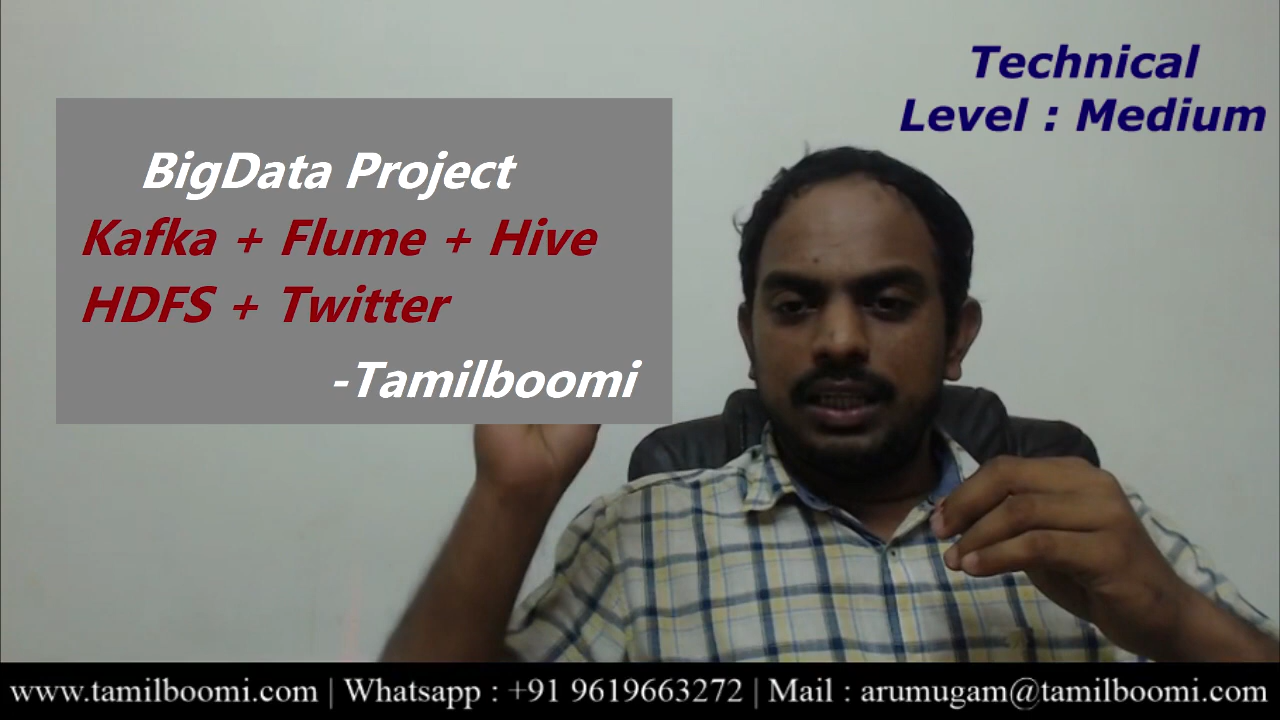 Technical
Level : Medium
BigData Project
Kafka + Flume + Hive
HDFS + Twitter
-Tamilboomi
www.tamilboomi.com | Whatsapp : +91 9619663272 | Mail : arumugam@tamilboomi.com